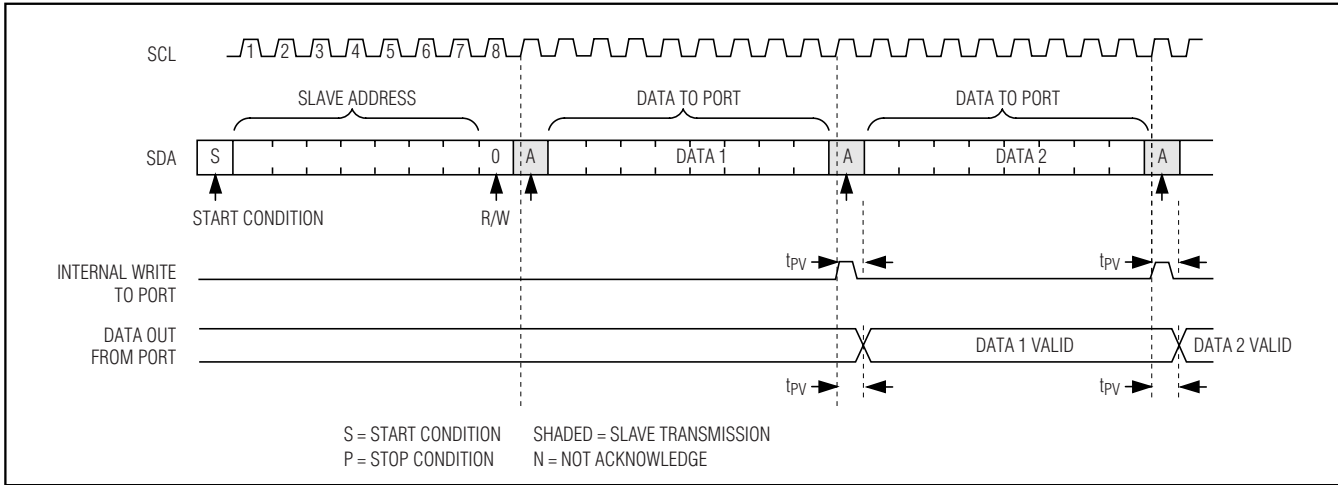 SCL 1 2 3 4 5 6 7 8
SLAVE ADDRESS DATA TO PORT DATA TO PORT
SDA S 0 A DATA 1 A DATA 2 A
START CONDITION R/W
tPV tPV
INTERNAL WRITE
TO PORT
DATA OUT
FROM PORT
DATA 1 VALID DATA 2 VALID
tPV tPV
S = START CONDITION SHADED = SLAVE TRANSMISSION
P = STOP CONDITION N = NOT ACKNOWLEDGE